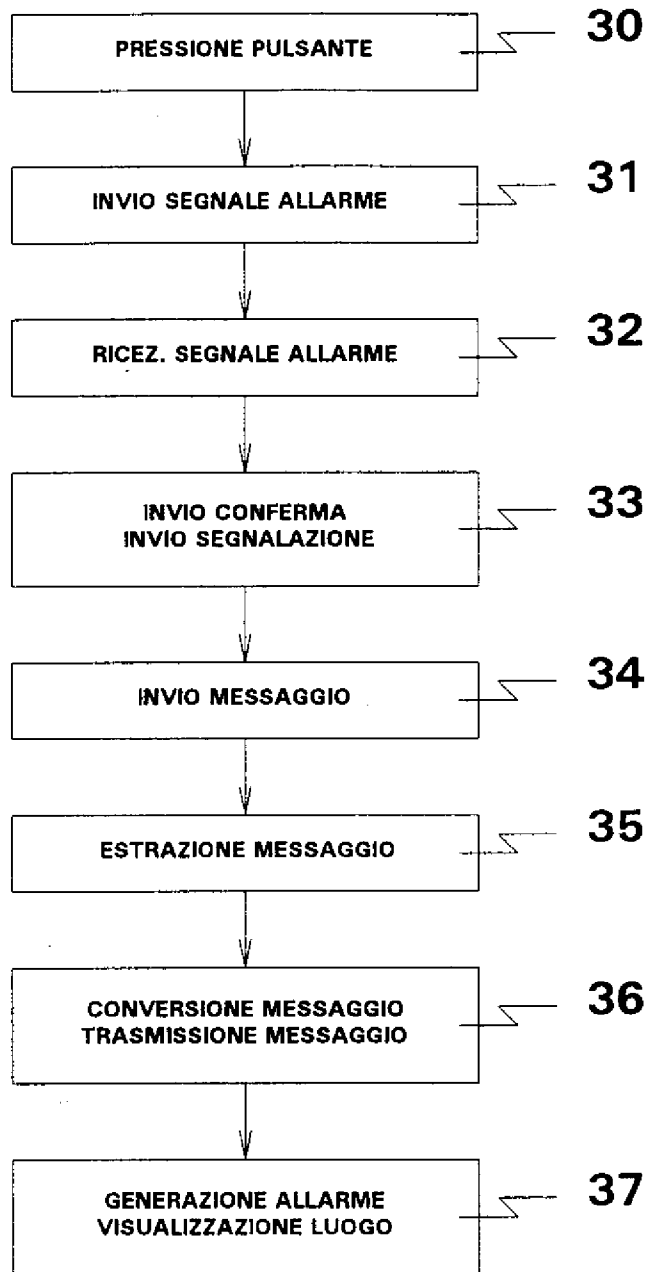 PRESSIONE PULSANTE
30
INVIO SEGNALE ALLARME
31
RICEZ. SEGNALE ALLARME
32
INVIO CONFERMA
INVIO SEGNALAZIONE
33
INVIO MESSAGGIO
34
ESTRAZIONE MESSAGGIO
35
CONVERSIONE MESSAGGIO
TRASMISSIONE MESSAGGIO
36
GENERAZIONE ALLARME
VISUALIZZAZIONE LUOGO
37